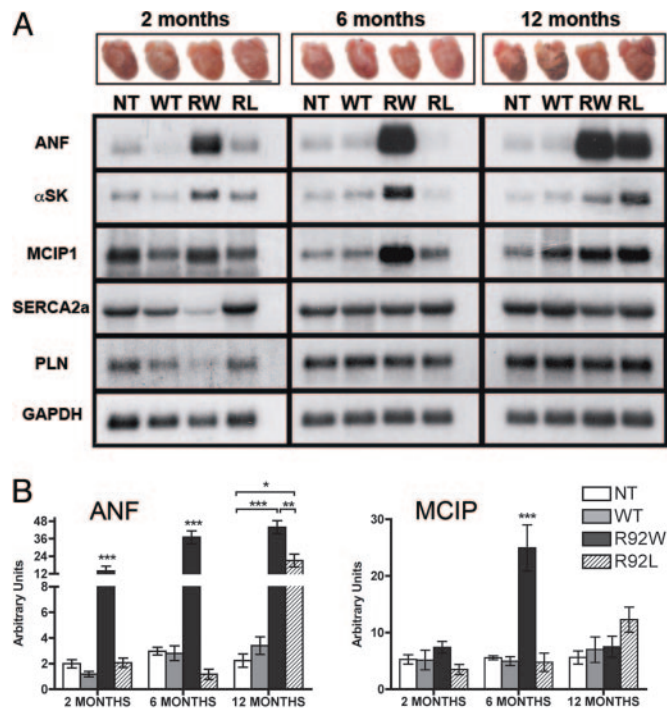 A
2 months 6 months 12 months
NT WT RW RL NT WT RW RL NT WT RW RL
ANF
αSK
MCIP1
SERCA2a
PLN
GAPDH
B
ANF
*
*** **
***
***
48
36
24
12
8
6
4
2
0
Arbitrary Units
2 MONTHS 6 MONTHS 12 MONTHS
MCIP
***
30
20
10
0
Arbitrary Units
2 MONTHS 6 MONTHS 12 MONTHS
NT
WT
R92W
R92L